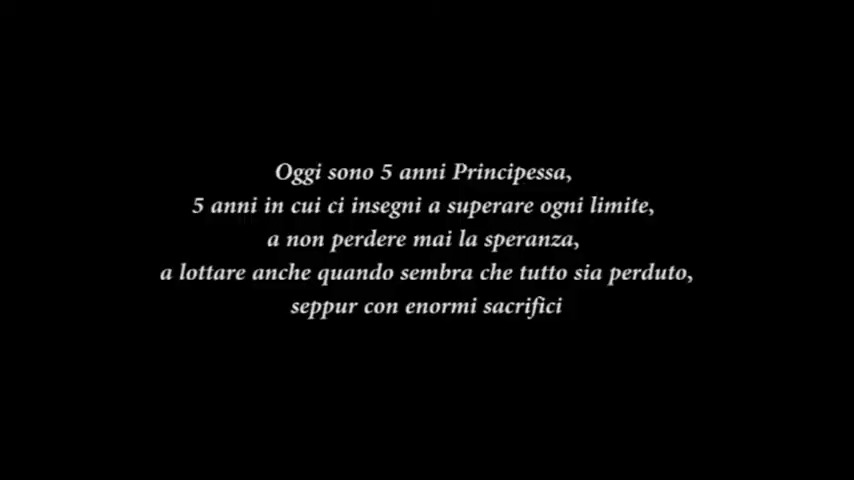 Oggi sono 5 anni Principessa,
5 anni in cui ci insegni a superare ogni limite,
a non perdere mai la speranza,
a lottare anche quando sembra che tutto sia perduto,
seppur con enormi sacrifici